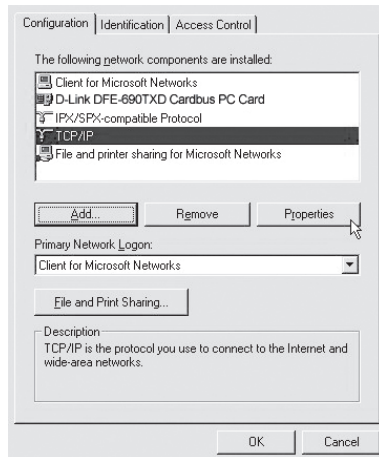 Configuration Identification Access Control
The following network components are installed:
Client for Microsoft Networks
D-Link DFE-690TXD Cardbus PC Card
IPX/SPX-compatible Protocol
TCP/IP
File and printer sharing for Microsoft Networks
Add... Remove Properties
Primary Network Logon:
Client for Microsoft Networks
File and Print Sharing...
Description
TCP/IP is the protocol you use to connect to the Internet and
wide-area networks.
OK Cancel